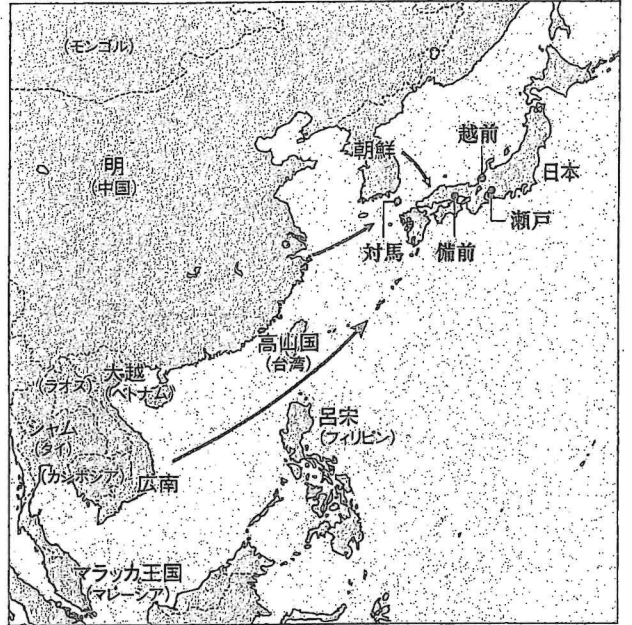 (モンゴル)
明
(中国)
朝鮮
越前
日本
瀬戸
対馬
備前
高山国
(台湾)
大越
(ベトナム)
(ラオス)
シャム
(タイ)
(カンボジア)
広南
呂宋
(フィリピン)
マラッカ王国
(マレーシア)